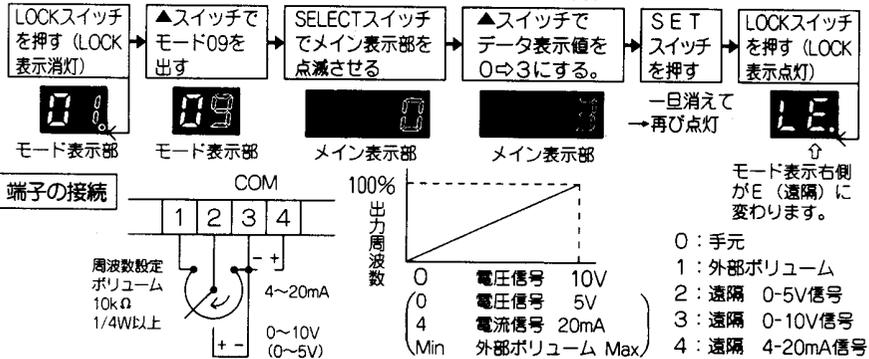 LOCKスイッチ
を押す（LOCK
表示消灯）
▲スイッチで
モード09を
出す
SELECTスイッチ
でメイン表示部を
点滅させる
▲スイッチで
データ表示値を
0⇨3にする。
SET
スイッチ
を押す
LOCKスイッチ
を押す（LOCK
表示点灯）
01.
モード表示部
09
モード表示部
0
メイン表示部
3
メイン表示部
一旦消えて
→再び点灯
LE.
モード表示右側
がE（遠隔）に
変わります。
端子の接続
COM
1 2 3 4
周波数設定
ボリューム
10kΩ
1/4W以上
- +
4〜20mA
+ -
0〜10V
(0〜5V)
100%
出力周波数
0 電圧信号 10V
0 電圧信号 5V
4 電流信号 20mA
Min 外部ボリューム Max
0：手元
1：外部ボリューム
2：遠隔 0-5V信号
3：遠隔 0-10V信号
4：遠隔 4-20mA信号